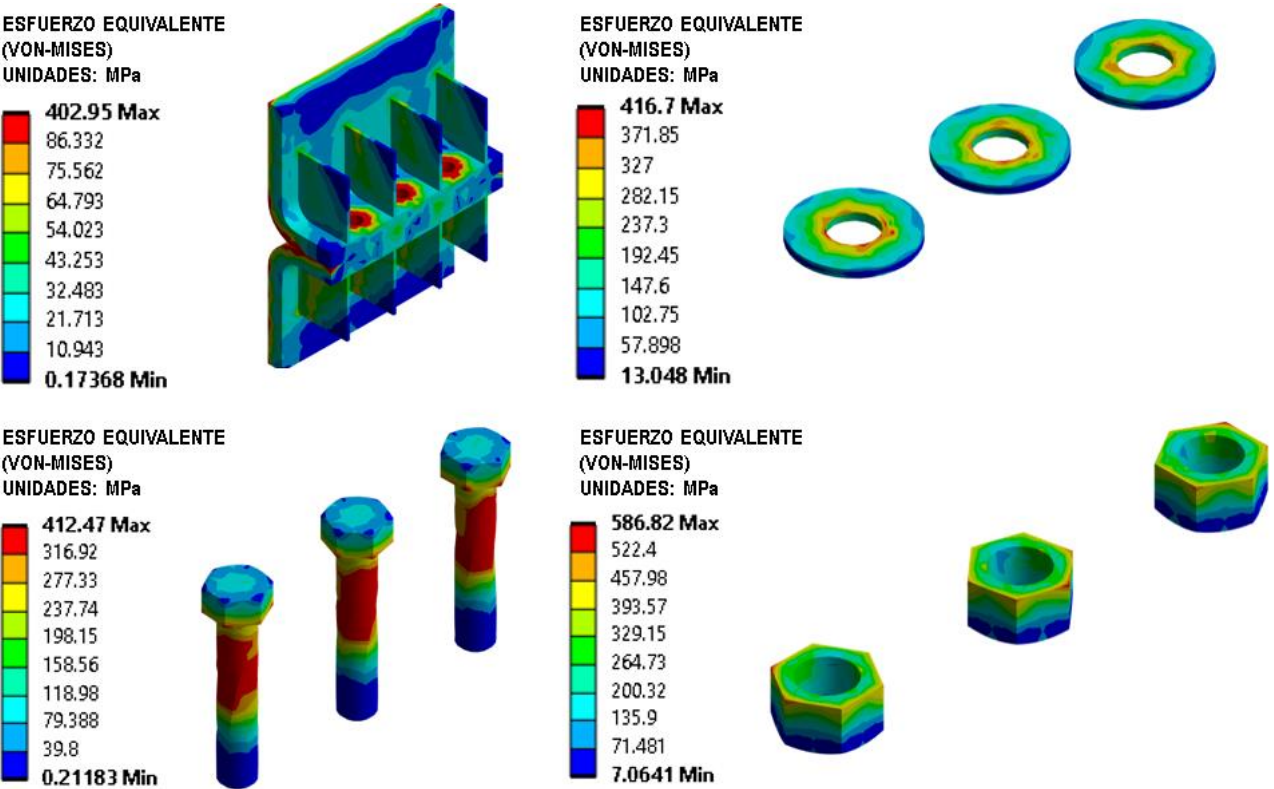 ESFUERZO EQUIVALENTE
(VON-MISES)
UNIDADES: MPa
402.95 Max
86.332
75.562
64.793
54.023
43.253
32.483
21.713
10.943
0.17368 Min
ESFUERZO EQUIVALENTE
(VON-MISES)
UNIDADES: MPa
416.7 Max
371.85
327
282.15
237.3
192.45
147.6
102.75
57.898
13.048 Min
ESFUERZO EQUIVALENTE
(VON-MISES)
UNIDADES: MPa
412.47 Max
316.92
277.33
237.74
198.15
158.56
118.98
79.388
39.8
0.21183 Min
ESFUERZO EQUIVALENTE
(VON-MISES)
UNIDADES: MPa
586.82 Max
522.4
457.98
393.57
329.15
264.73
200.32
135.9
71.481
7.0641 Min